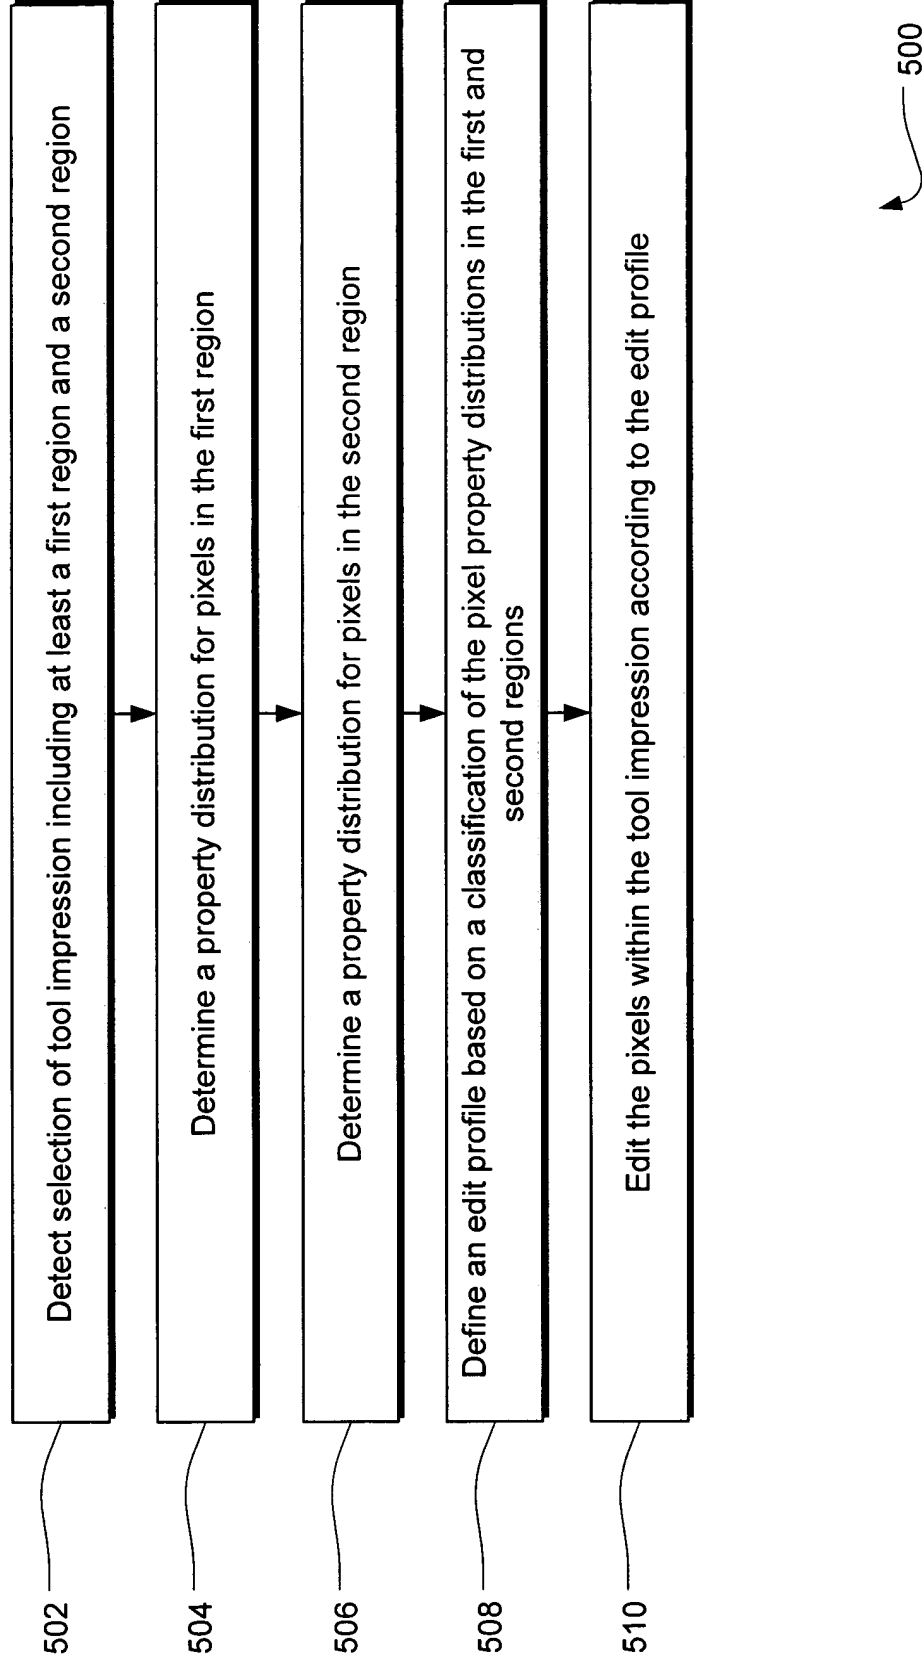 500
502
Detect selection of tool impression including at least a first region and a second region
504
Determine a property distribution for pixels in the first region
506
Determine a property distribution for pixels in the second region
508
Define an edit profile based on a classification of the pixel property distributions in the first and
second regions
510
Edit the pixels within the tool impression according to the edit profile